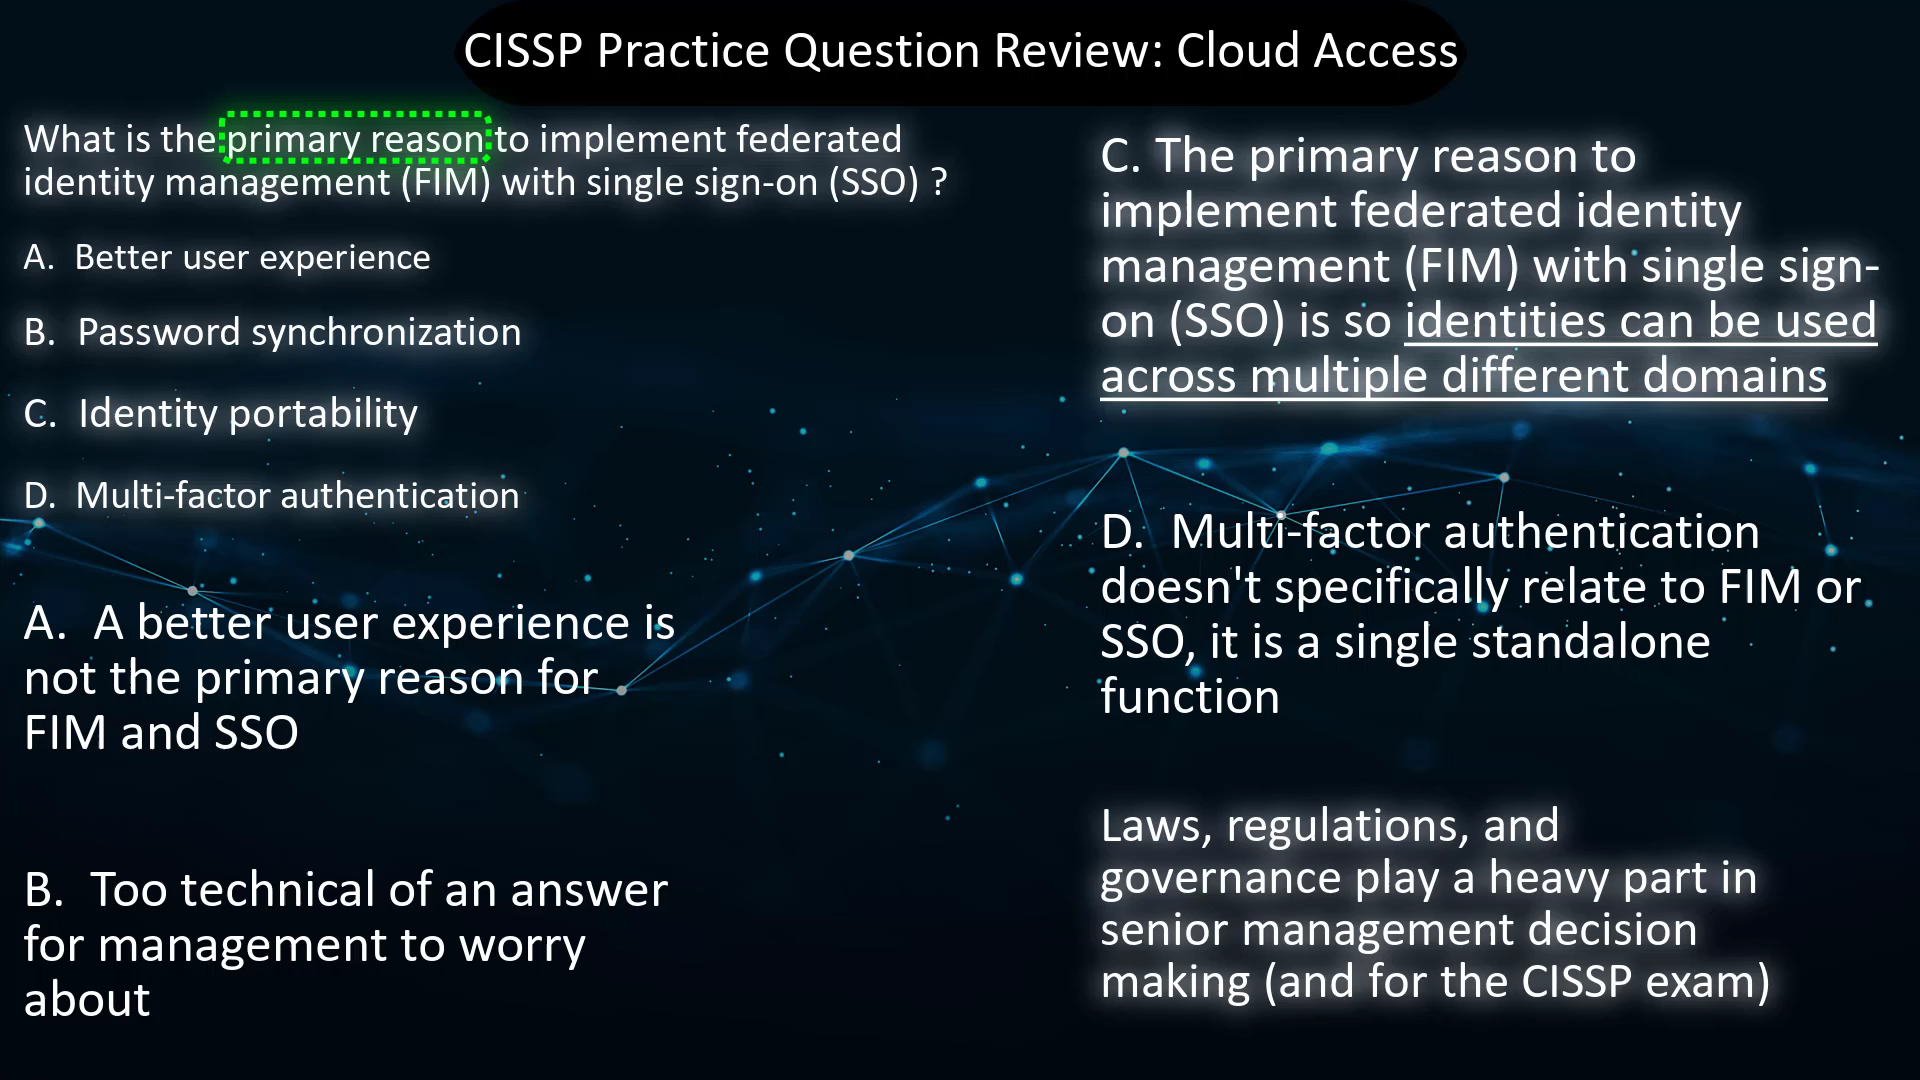 CISSP Practice Question Review: Cloud Access
What is the primary reason to implement federated
identity management (FIM) with single sign-on (SSO) ?
A. Better user experience
B. Password synchronization
C. Identity portability
D. Multi-factor authentication
A. A better user experience is
not the primary reason for
FIM and SSO
B. Too technical of an answer
for management to worry
about
C. The primary reason to
implement federated identity
management (FIM) with single sign-
on (SSO) is so identities can be used
across multiple different domains
D. Multi-factor authentication
doesn't specifically relate to FIM or
SSO, it is a single standalone
function
Laws, regulations, and
governance play a heavy part in
senior management decision
making (and for the CISSP exam)